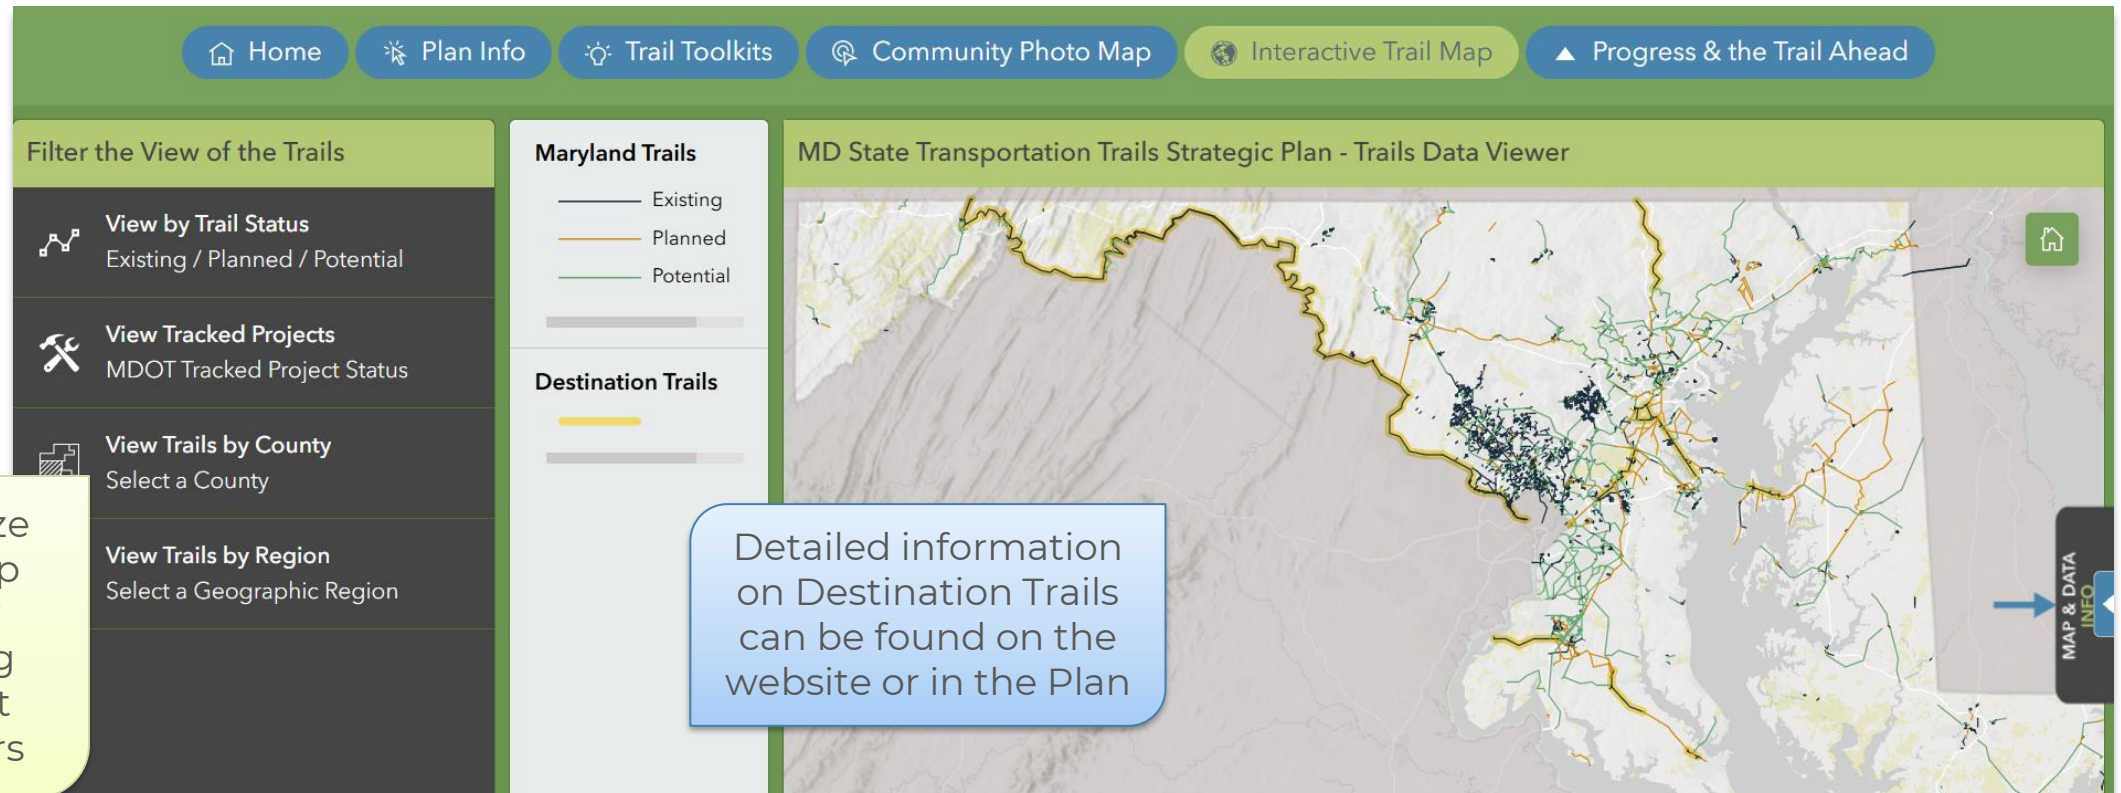 Home
Plan Info
Trail Toolkits
Community Photo Map
Interactive Trail Map
Progress & the Trail Ahead
Filter the View of the Trails
View by Trail Status
Existing / Planned / Potential
View Tracked Projects
MDOT Tracked Project Status
View Trails by County
Select a County
View Trails by Region
Select a Geographic Region
Maryland Trails
Existing
Planned
Potential
Destination Trails
MD State Transportation Trails Strategic Plan - Trails Data Viewer
Detailed information
on Destination Trails
can be found on the
website or in the Plan
MAP & DATA
INFO